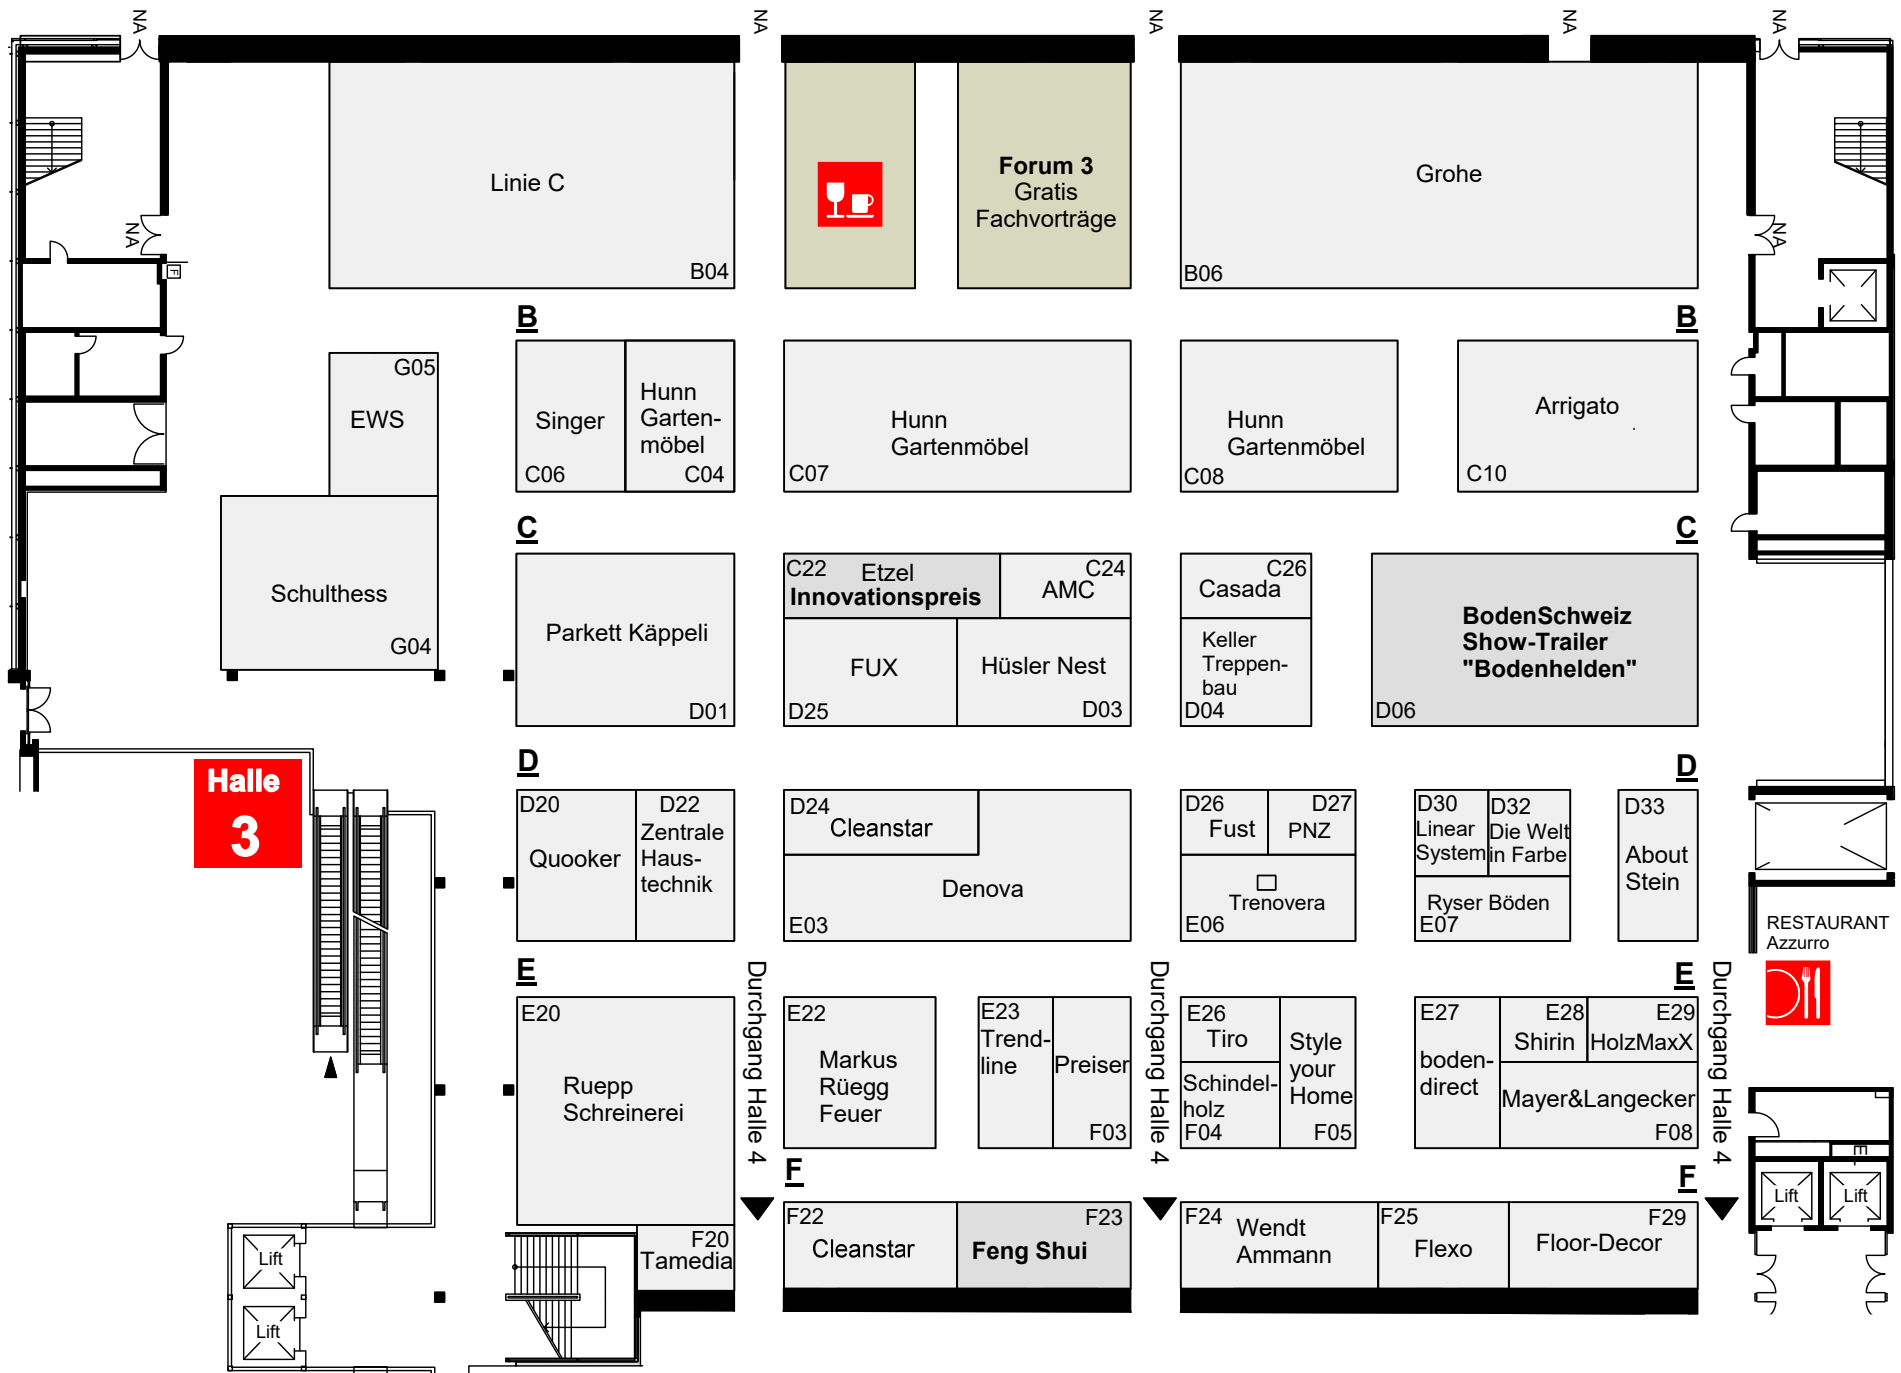 NA
NA
NA
NA
NA
Linie C
B04
Forum 3
Gratis
Fachvorträge
Grohe
B06
NA
NA
F
B
B
G05
EWS
Singer
C06
Hunn
Garten-
möbel
C04
Hunn
Gartenmöbel
C07
Hunn
Gartenmöbel
C08
Arrigato
C10
C
C
Schulthess
G04
Parkett Käppeli
D01
C22
Etzel
Innovationspreis
C24
AMC
FUX
D25
Hüsler Nest
D03
C26
Casada
Keller
Treppen-
bau
D04
BodenSchweiz
Show-Trailer
"Bodenhelden"
D06
D
D
Halle
3
D20
Quooker
D22
Zentrale
Haus-
technik
D24
Cleanstar
Denova
E03
D26
Fust
D27
PNZ
Trenovera
E06
D30
Linear
System
D32
Die Welt
in Farbe
Ryser Böden
E07
D33
About
Stein
RESTAURANT
Azzurro
E
E
E20
Ruepp
Schreinerei
Durchgang Halle 4
E22
Markus
Rüegg
Feuer
E23
Trend-
line
Preiser
F03
Durchgang Halle 4
E26
Tiro
Schindel-
holz
F04
Style
your
Home
F05
E27
boden-
direct
E28
Shirin
E29
HolzMaxX
Mayer&Langecker
F08
Durchgang Halle 4
E
F
F
Lift
Lift
F20
Tamedia
F22
Cleanstar
F23
Feng Shui
F24
Wendt
Ammann
F25
Flexo
F29
Floor-Decor
Lift
Lift